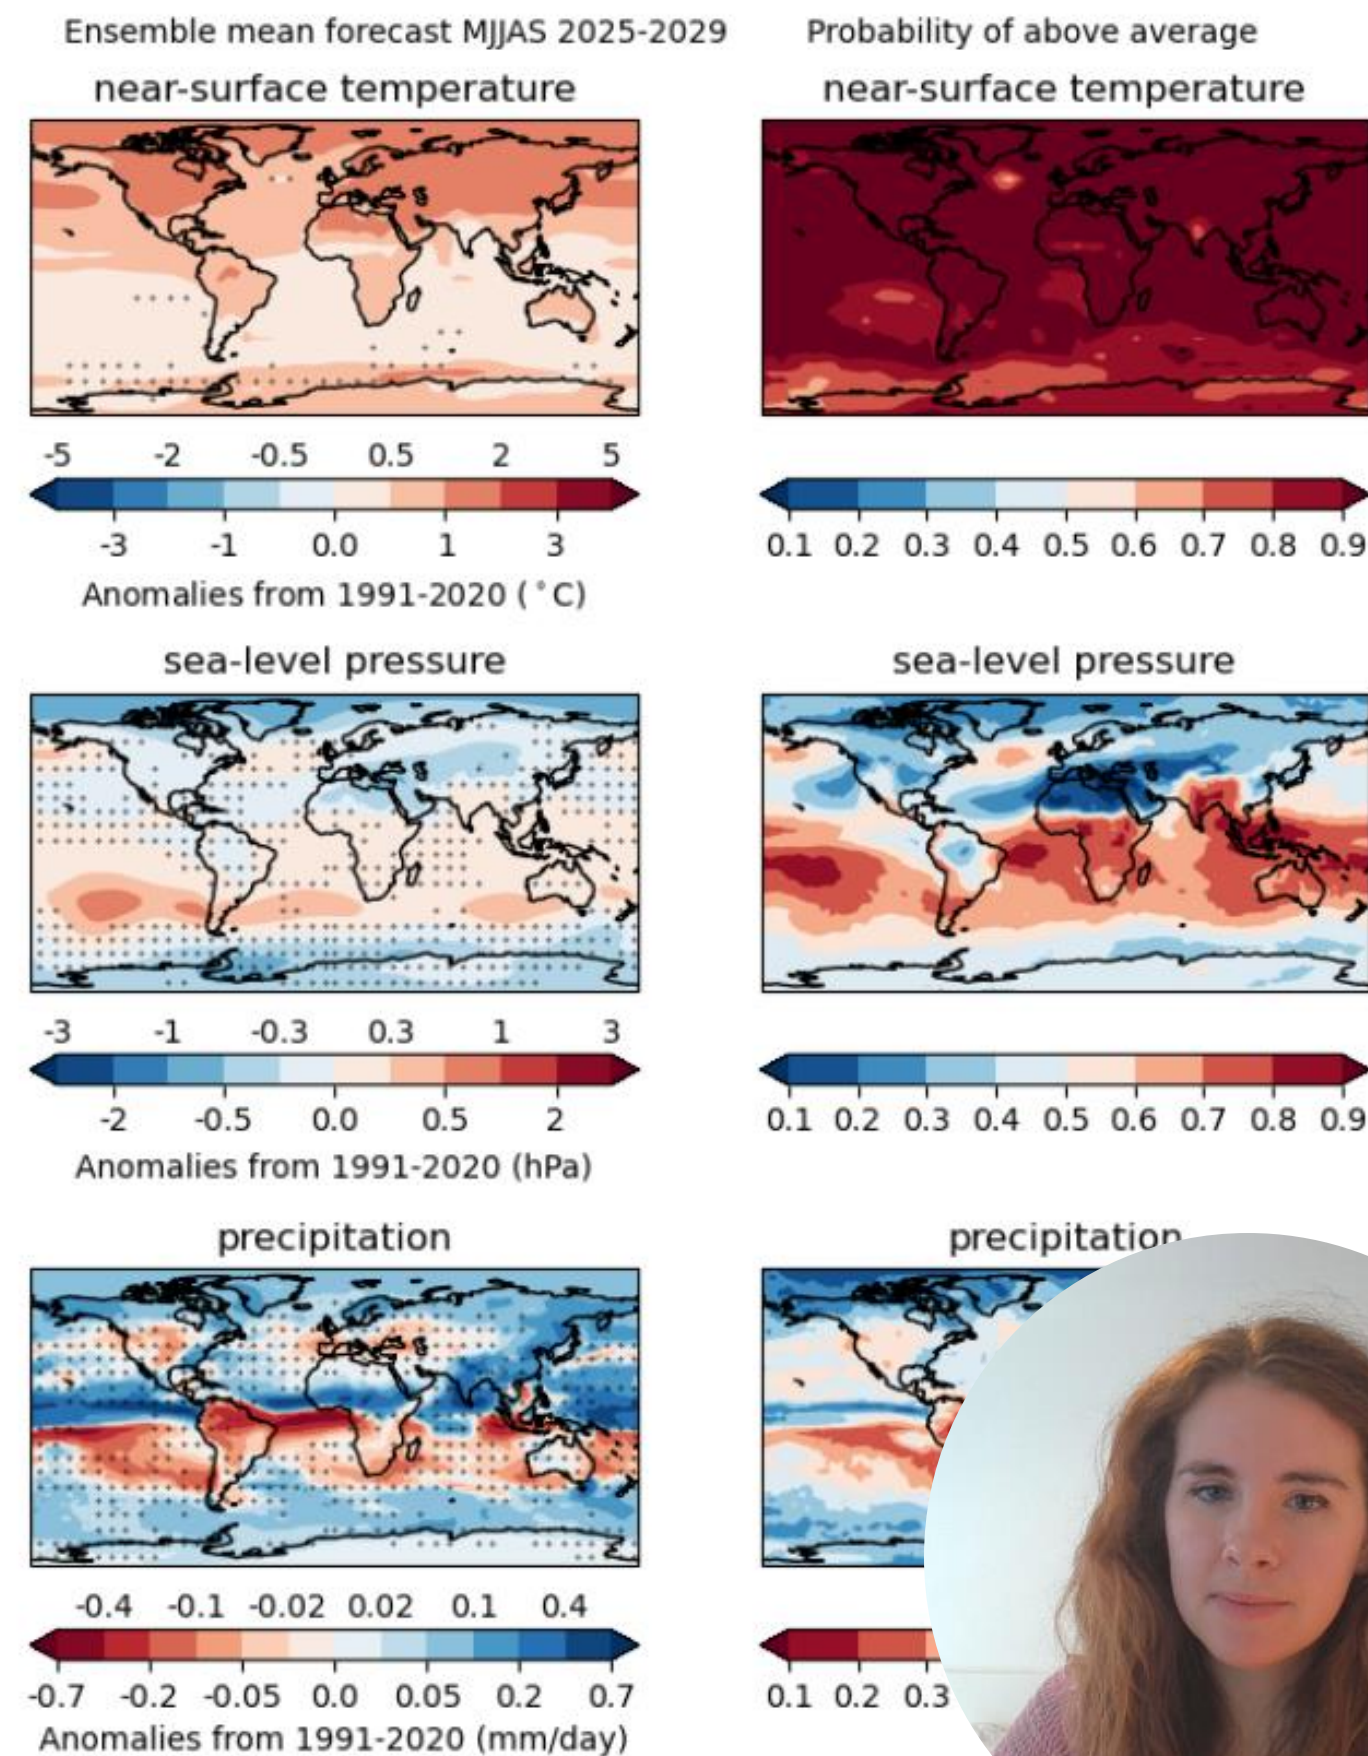 Ensemble mean forecast MJJAS 2025-2029
Probability of above average
near-surface temperature
near-surface temperature
-5 -2 -0.5 0.5 2 5
-3 -1 0.0 1 3
0.1 0.2 0.3 0.4 0.5 0.6 0.7 0.8 0.9
Anomalies from 1991-2020 (°C)
sea-level pressure
sea-level pressure
-3 -1 -0.3 0.3 1 3
-2 -0.5 0.0 0.5 2
0.1 0.2 0.3 0.4 0.5 0.6 0.7 0.8 0.9
Anomalies from 1991-2020 (hPa)
precipitation
precipitation
-0.4 -0.1 -0.02 0.02 0.1 0.4
-0.7 -0.2 -0.05 0.0 0.05 0.2 0.7
0.1 0.2 0.3
Anomalies from 1991-2020 (mm/day)